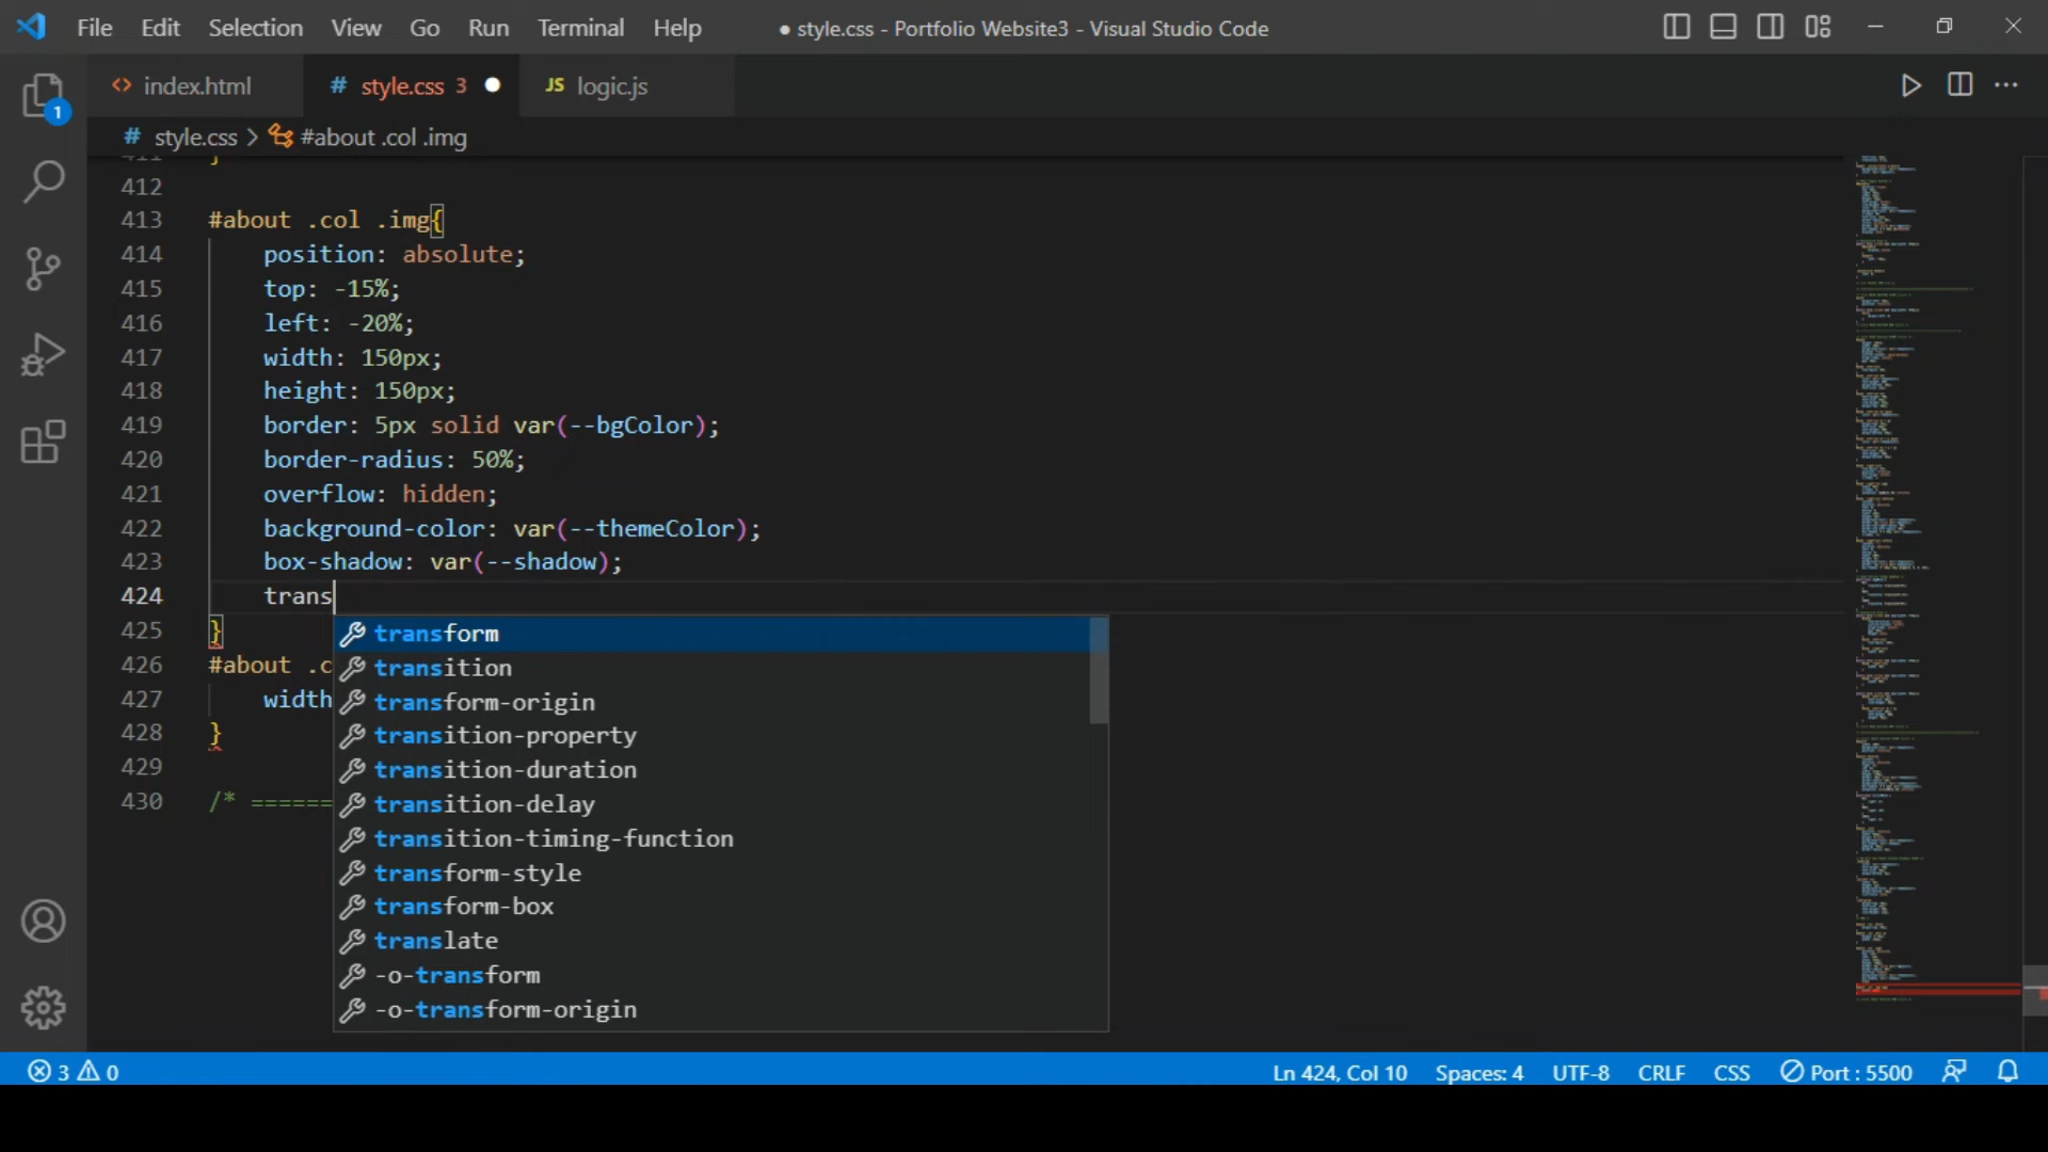 File Edit Selection View Go Run Terminal Help ● style.css - Portfolio Website3 - Visual Studio Code
<> index.html # style.css 3 ● JS logic.js
1
# style.css > #about .col .img
412
413 #about .col .img{
414 position: absolute;
415 top: -15%;
416 left: -20%;
417 width: 150px;
418 height: 150px;
419 border: 5px solid var(--bgColor);
420 border-radius: 50%;
421 overflow: hidden;
422 background-color: var(--themeColor);
423 box-shadow: var(--shadow);
424 trans
425 }
transform
426 #about .c
transition
427 width
transform-origin
428 }
transition-property
429
transition-duration
430 /* ======
transition-delay
transition-timing-function
transform-style
transform-box
translate
-o-transform
-o-transform-origin
3 0 Ln 424, Col 10 Spaces: 4 UTF-8 CRLF CSS Port : 5500